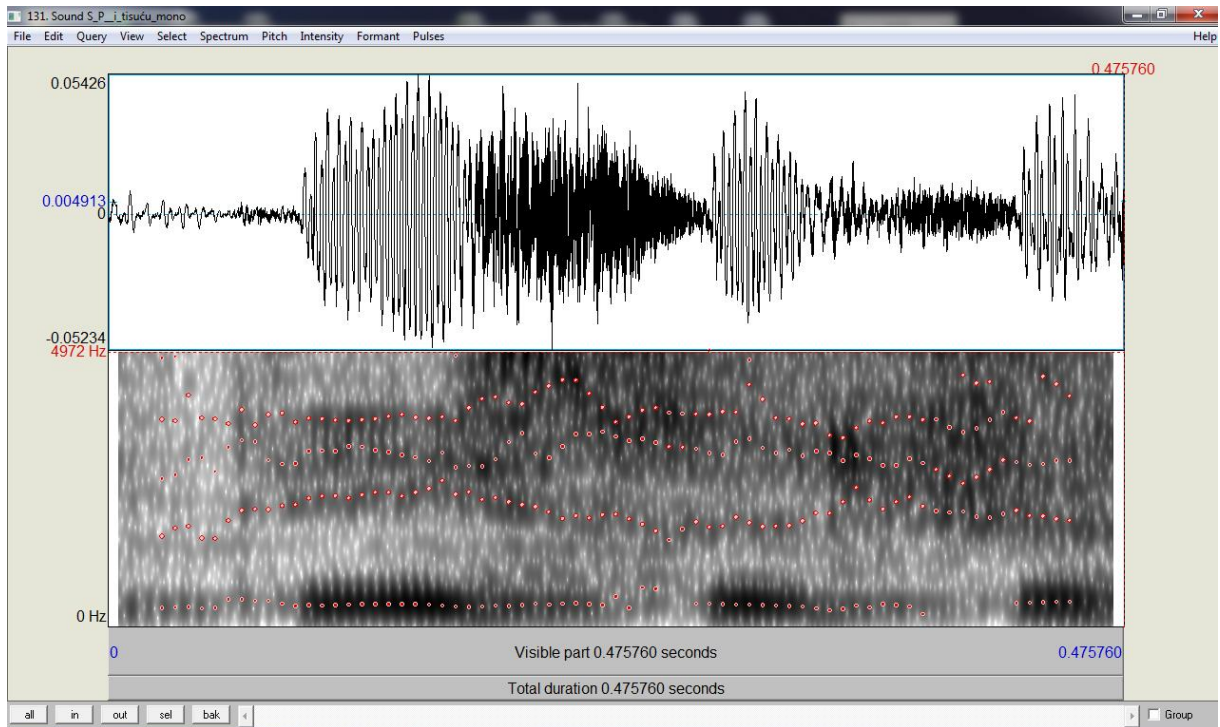 131. Sound S_P__i_tisuću_mono
File Edit Query View Select Spectrum Pitch Intensity Formant Pulses Help
0.475760
0.05426
0.004913
0
-0.05234
4972 Hz
0 Hz
0 Visible part 0.475760 seconds 0.475760
Total duration 0.475760 seconds
all in out sel bak Group